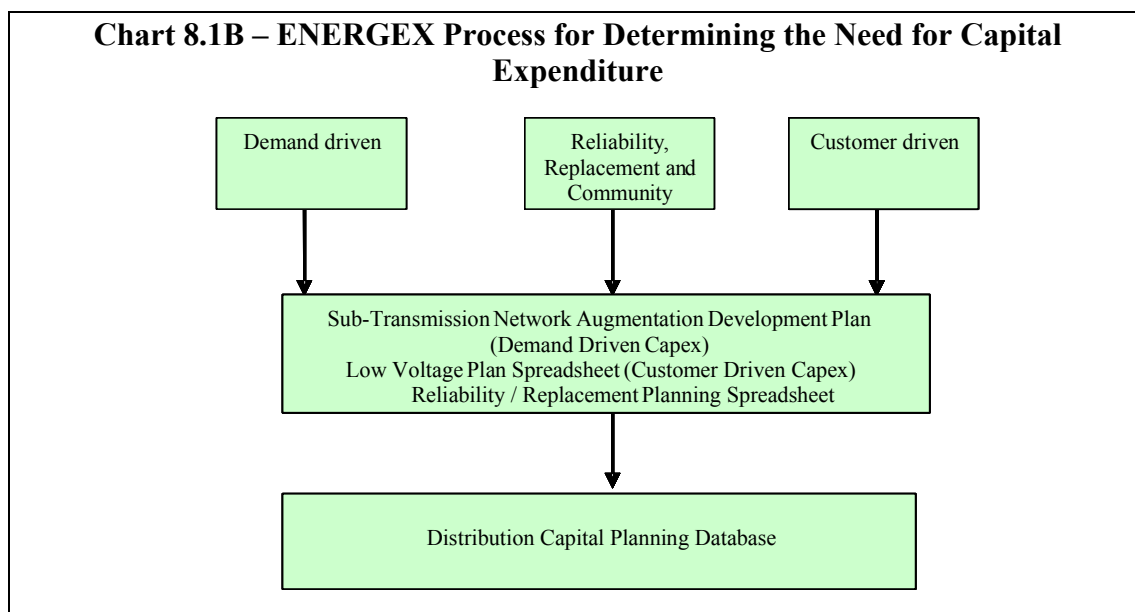 Chart 8.1B – ENERGEX Process for Determining the Need for Capital
Expenditure
Demand driven
Reliability,
Replacement and
Community
Customer driven
Sub-Transmission Network Augmentation Development Plan
(Demand Driven Capex)
Low Voltage Plan Spreadsheet (Customer Driven Capex)
Reliability / Replacement Planning Spreadsheet
Distribution Capital Planning Database